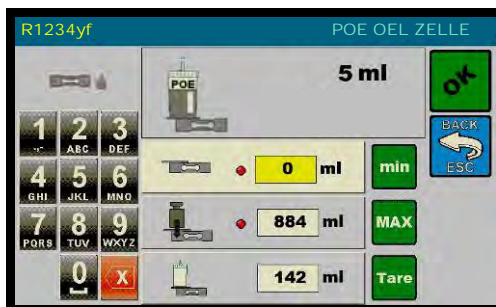 R1234yf POE OEL ZELLE
POE 5 ml
OK
BACK
ESC
1 2 3
ABC DEF
0 ml min
4 5 6
GHI JKL MNO
884 ml MAX
7 8 9
PQRS TUV WXYZ
0 X
142 ml Tare